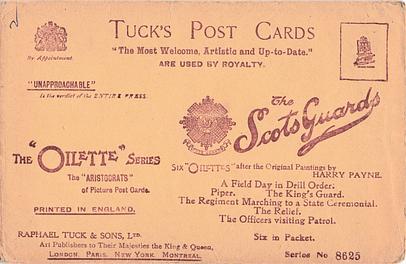 TUCK'S POST CARDS
"The Most Welcome, Artistic and Up-to-Date."
ARE USED BY ROYALTY.
By Appointment.
"UNAPPROACHABLE"
Is the verdict of the ENTIRE PRESS.
The Scots Guards
THE "OILETTE" SERIES
The "ARISTOCRATS"
of Picture Post Cards.
PRINTED IN ENGLAND.
SIX "OILETTES" after the Original Paintings by
HARRY PAYNE.
A Field Day in Drill Order.
Piper. The King's Guard.
The Regiment Marching to a State Ceremonial.
The Relief.
The Officers visiting Patrol.
RAPHAEL TUCK & SONS, LTD.
Art Publishers to Their Majesties the King & Queen,
LONDON. PARIS. NEW YORK. MONTREAL.
Six in Packet.
Series No 8625